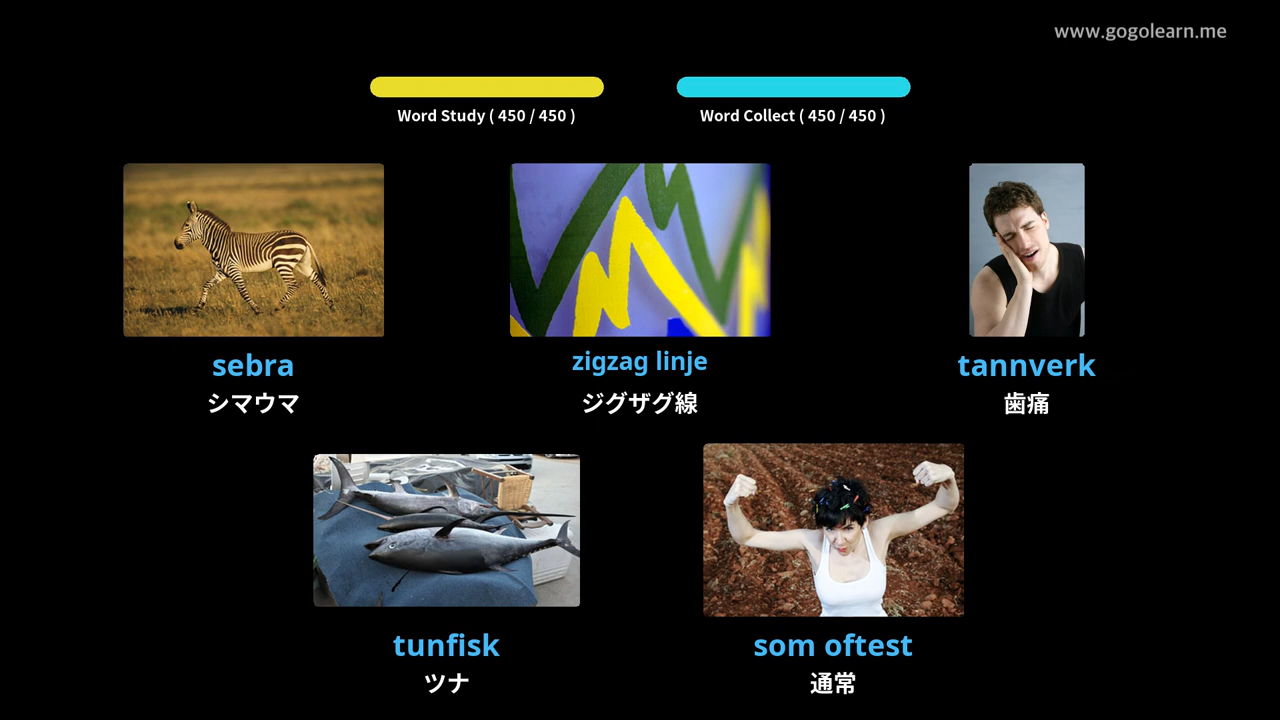 www.gogolearn.me
Word Study ( 450 / 450 )
Word Collect ( 450 / 450 )
sebra
シマウマ
zigzag linje
ジグザグ線
tannverk
歯痛
tunfisk
ツナ
som oftest
通常